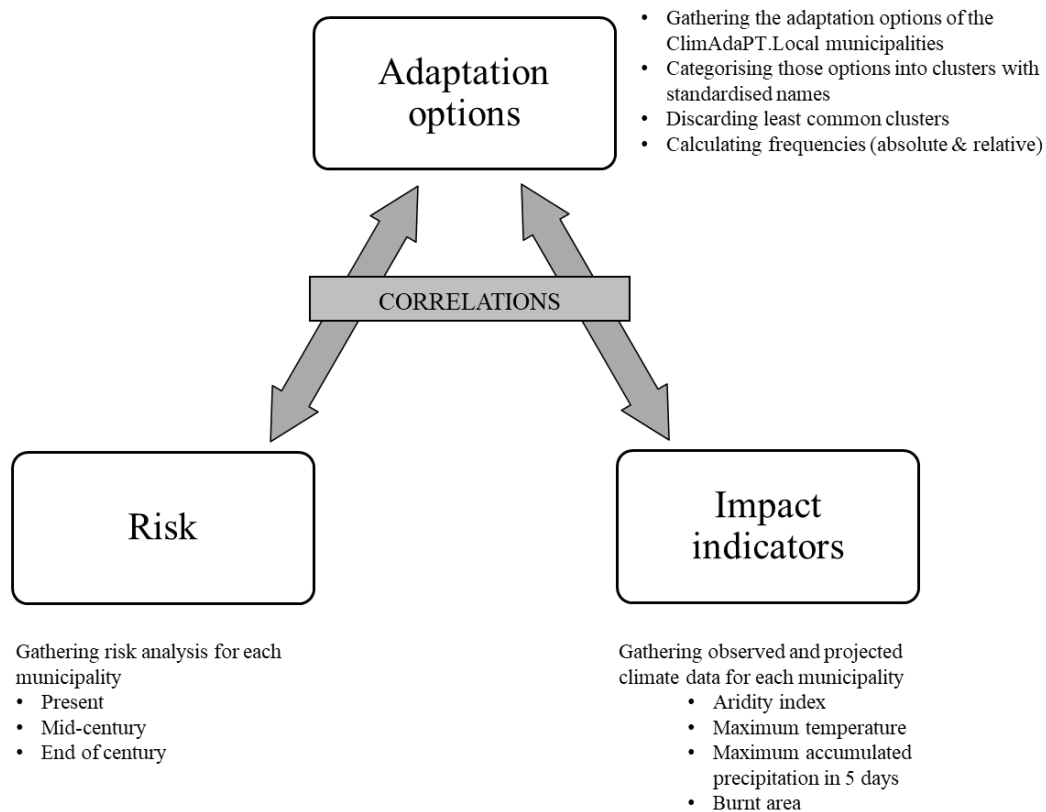 Adaptation
options
• Gathering the adaptation options of the
ClimAdaPT.Local municipalities
• Categorising those options into clusters with
standardised names
• Discarding least common clusters
• Calculating frequencies (absolute & relative)
CORRELATIONS
Risk
Impact
indicators
Gathering risk analysis for each
municipality
• Present
• Mid-century
• End of century
Gathering observed and projected
climate data for each municipality
• Aridity index
• Maximum temperature
• Maximum accumulated
precipitation in 5 days
• Burnt area